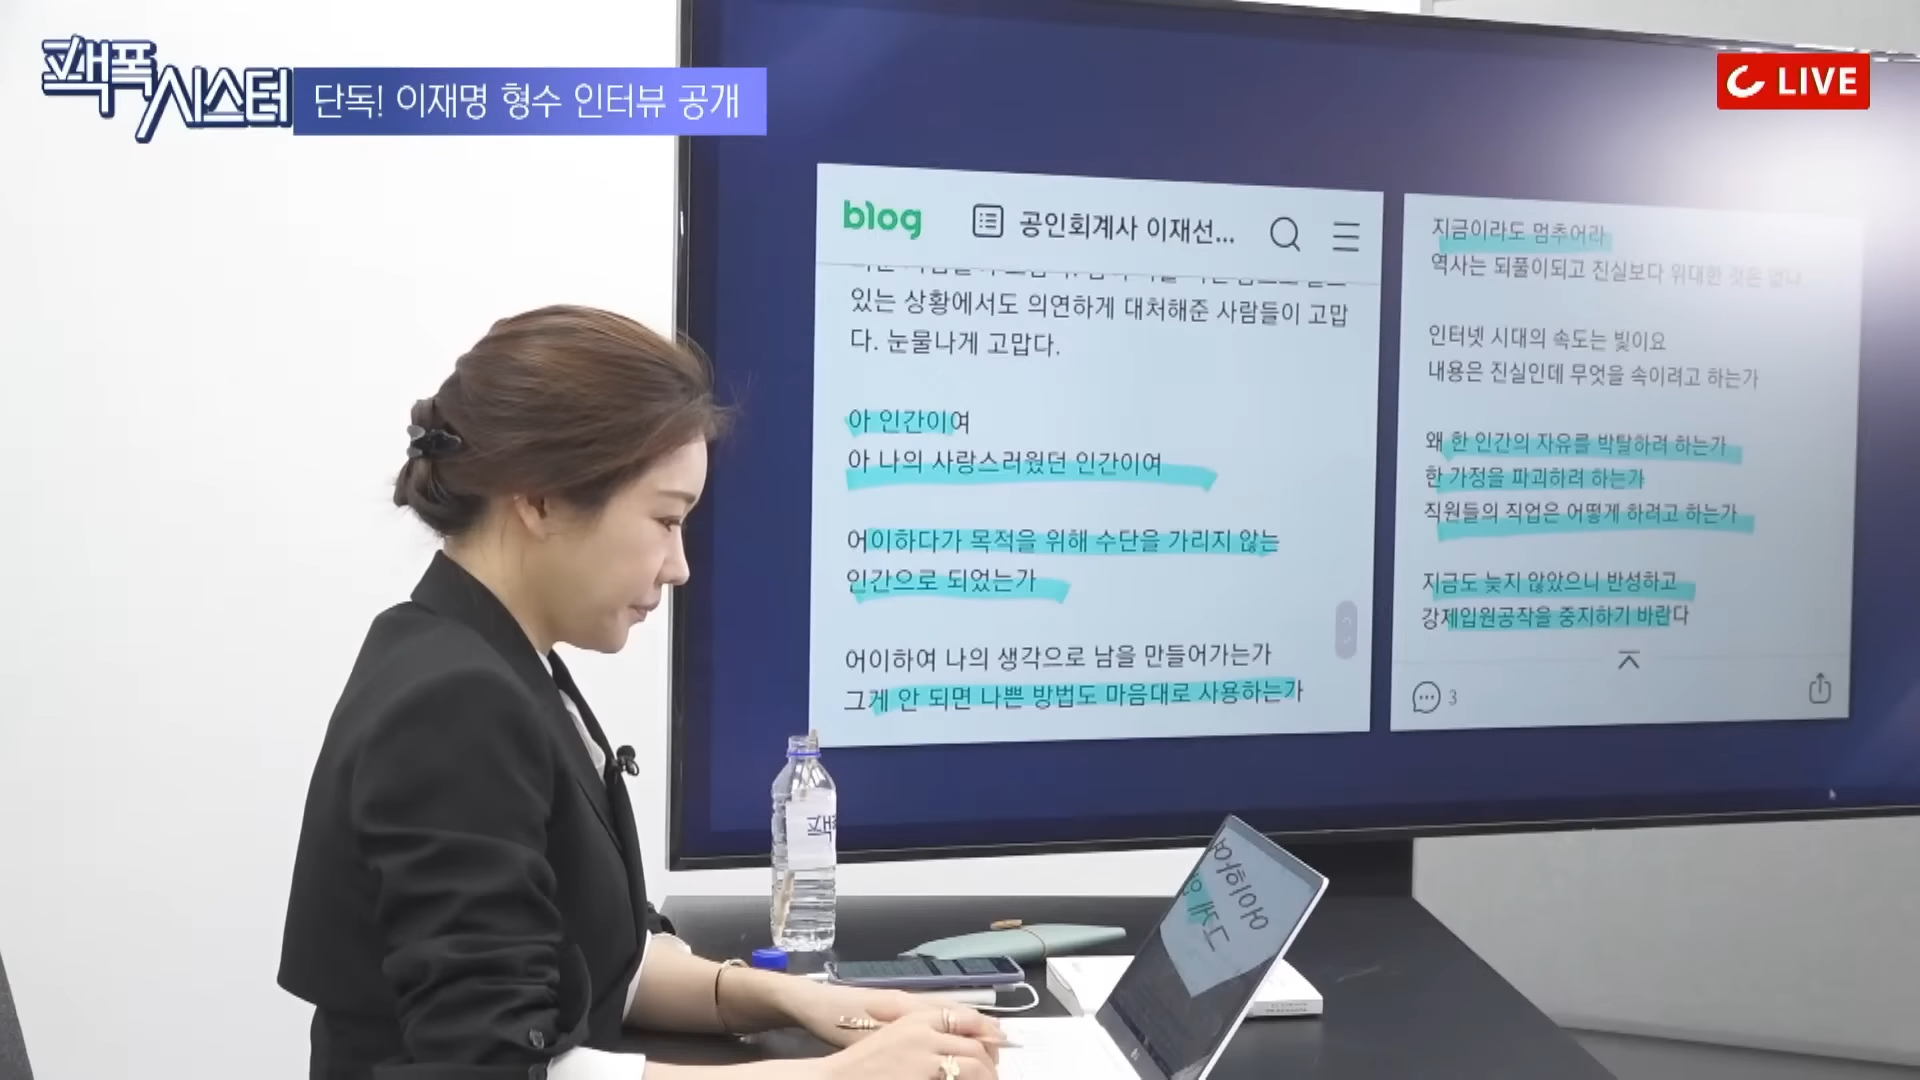 팩폭시스터
단독! 이재명 형수 인터뷰 공개
LIVE
blog 공인회계사 이재선...
있는 상황에서도 의연하게 대처해준 사람들이 고맙
다. 눈물나게 고맙다.
아 인간이여
아 나의 사랑스러웠던 인간이여
어이하다가 목적을 위해 수단을 가리지 않는
인간으로 되었는가
어이하여 나의 생각으로 남을 만들어가는가
그게 안 되면 나쁜 방법도 마음대로 사용하는가
지금이라도 멈추어라
역사는 되풀이되고 진실보다 위대한 것은 없다
인터넷 시대의 속도는 빛이요
내용은 진실인데 무엇을 속이려고 하는가
왜 한 인간의 자유를 박탈하려 하는가
한 가정을 파괴하려 하는가
직원들의 직업은 어떻게 하려고 하는가
지금도 늦지 않았으니 반성하고
강제입원공작을 중지하기 바란다
3
어이하여
그게